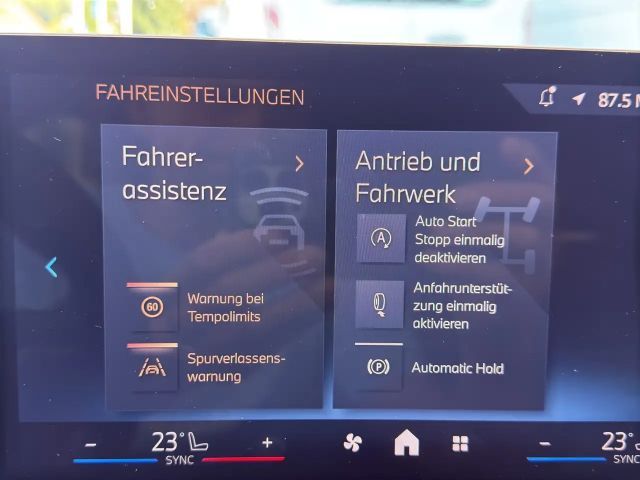 FAHREINSTELLUNGEN
87.5
Fahrer-
assistenz
60
Warnung bei
Tempolimits
Spurverlassens-
warnung
Antrieb und
Fahrwerk
A
Auto Start
Stopp einmalig
deaktivieren
Anfahrunterstüt-
zung einmalig
aktivieren
P
Automatic Hold
− 23° +
SYNC
− 23°
SYNC